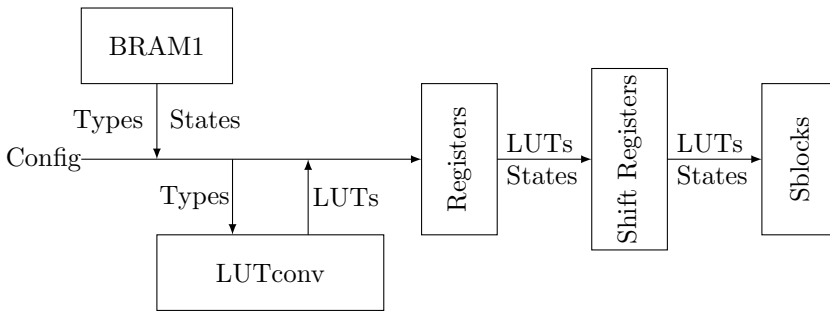 BRAM1
Types States
Config
Types LUTs
LUTconv
Registers
LUTs
States
Shift Registers
LUTs
States
Sblocks